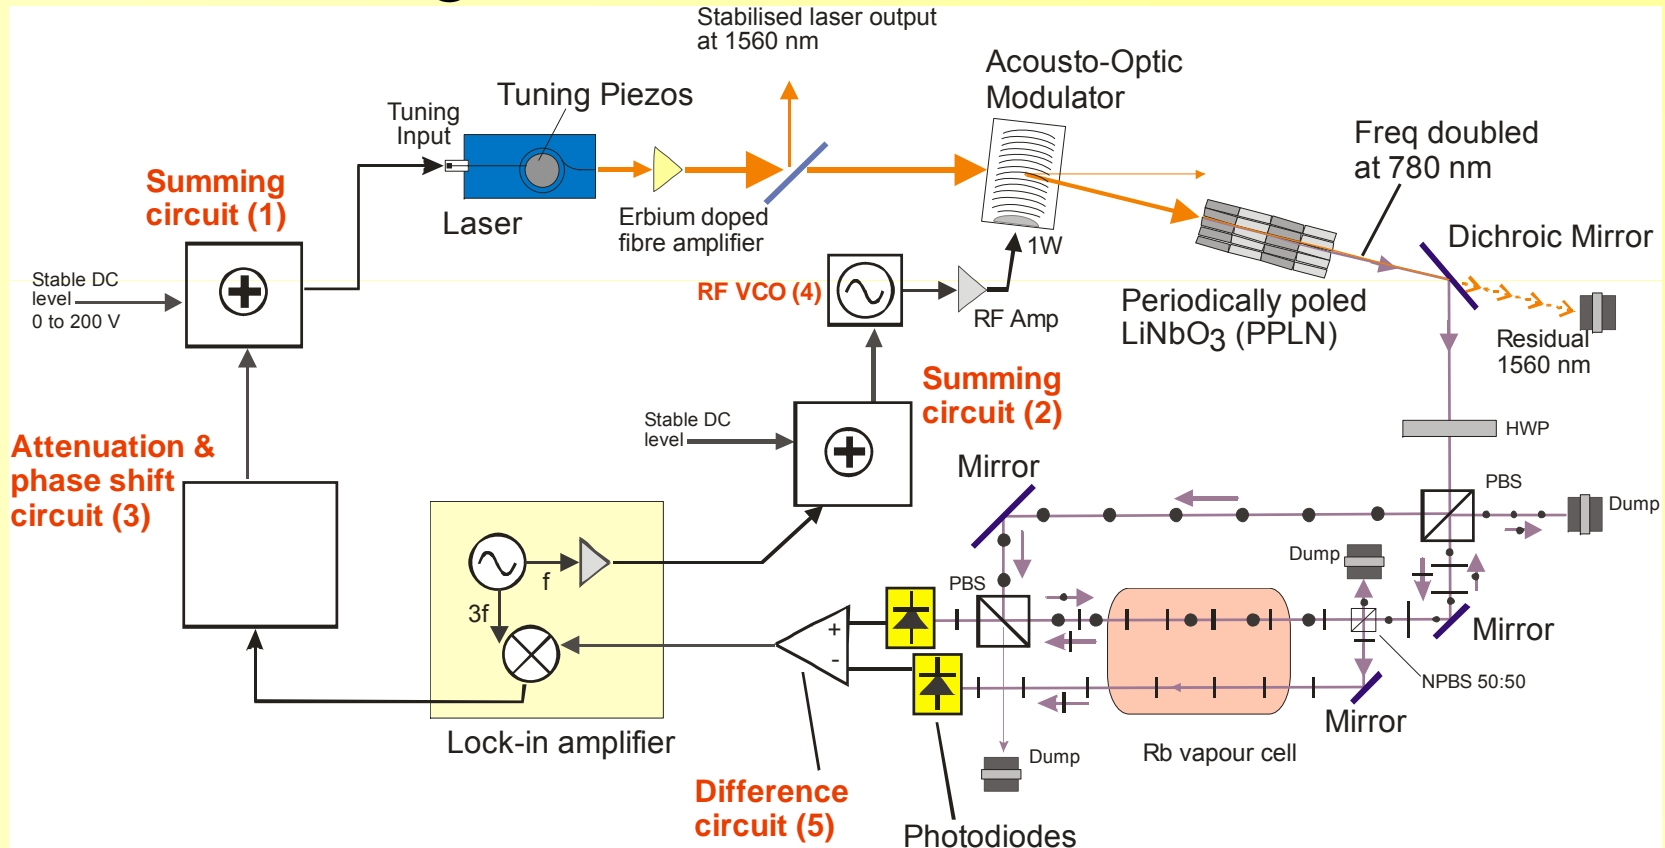 Stabilised laser output
at 1560 nm
Acousto-Optic
Modulator
Tuning Piezos
Tuning
Input
Freq doubled
at 780 nm
Summing
circuit (1)
Laser
Erbium doped
fibre amplifier
1W
Dichroic Mirror
Stable DC
level
0 to 200 V
RF VCO (4)
RF Amp
Periodically poled
LiNbO3 (PPLN)
Residual
1560 nm
Summing
circuit (2)
Stable DC
level
HWP
Attenuation &
phase shift
circuit (3)
Mirror
PBS
Dump
Dump
f
3f
PBS
+
-
Mirror
NPBS 50:50
Mirror
Lock-in amplifier
Rb vapour cell
Dump
Difference
circuit (5)
Photodiodes